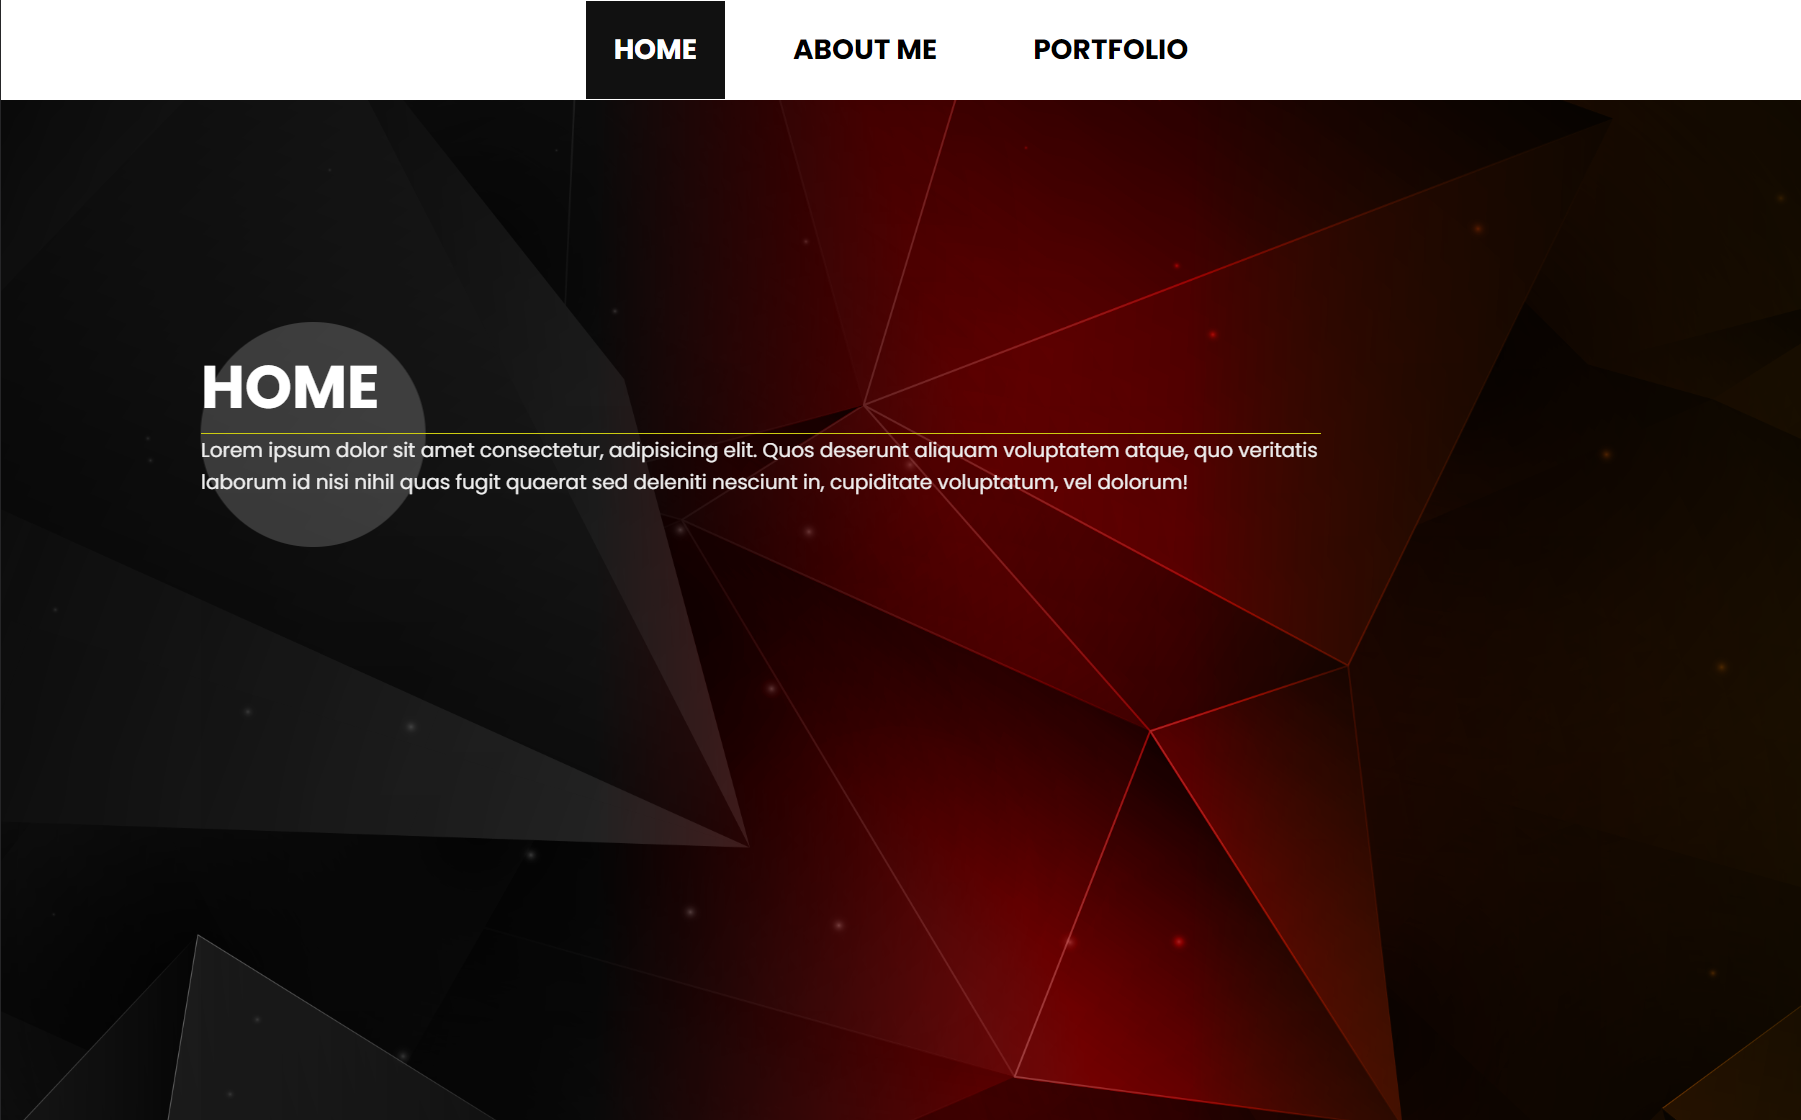 HOME ABOUT ME PORTFOLIO
HOME
Lorem ipsum dolor sit amet consectetur, adipisicing elit. Quos deserunt aliquam voluptatem atque, quo veritatis
laborum id nisi nihil quas fugit quaerat sed deleniti nesciunt in, cupiditate voluptatum, vel dolorum!